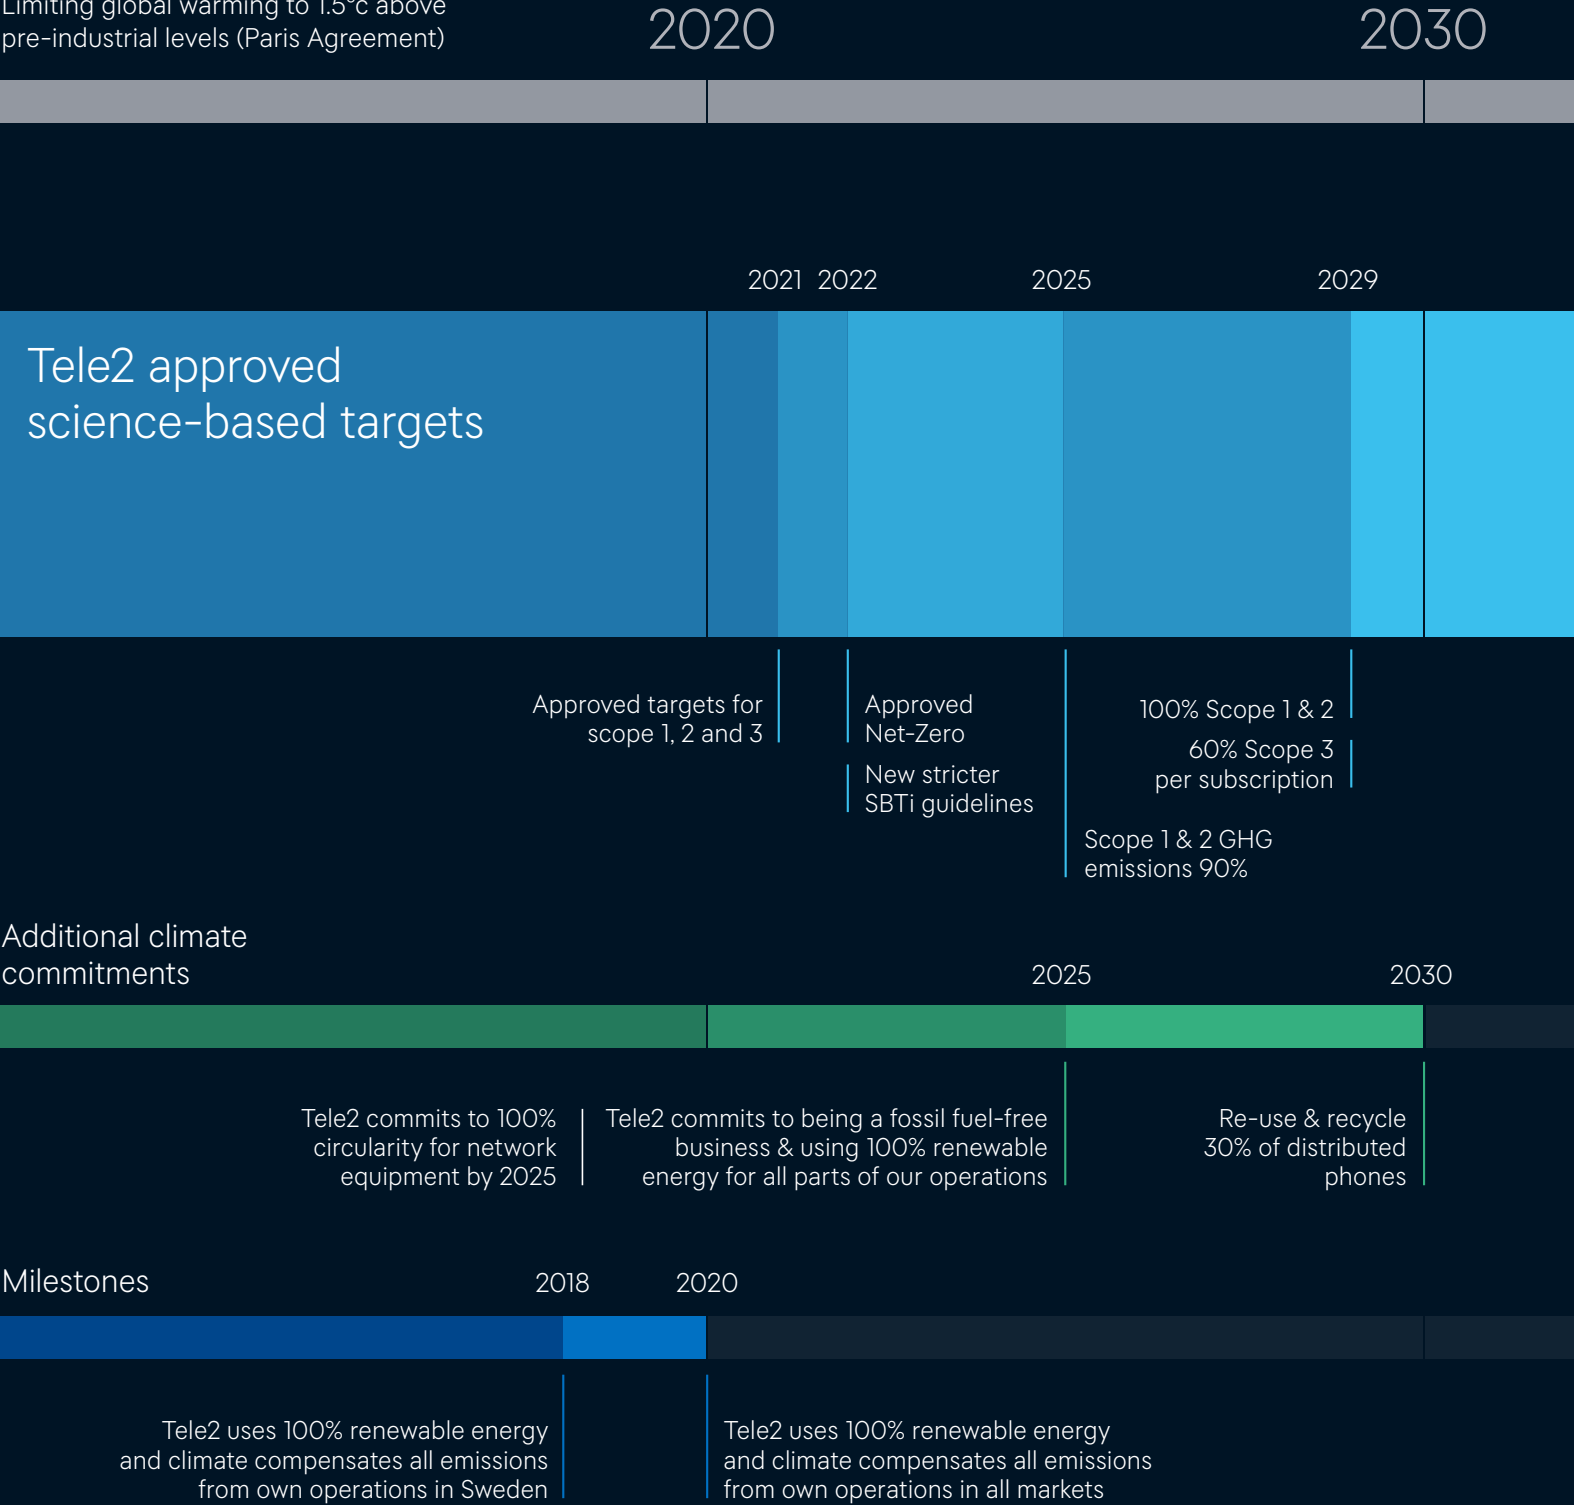 Limiting global warming to 1.5°c above
pre-industrial levels (Paris Agreement)
2020
2030
2021
2022
2025
2029
Tele2 approved
science-based targets
Approved targets for
scope 1, 2 and 3
Approved
Net-Zero
New stricter
SBTi guidelines
Scope 1 & 2 GHG
emissions 90%
100% Scope 1 & 2
60% Scope 3
per subscription
Additional climate
commitments
2025
2030
Tele2 commits to 100%
circularity for network
equipment by 2025
Tele2 commits to being a fossil fuel-free
business & using 100% renewable
energy for all parts of our operations
Re-use & recycle
30% of distributed
phones
Milestones
2018
2020
Tele2 uses 100% renewable energy
and climate compensates all emissions
from own operations in Sweden
Tele2 uses 100% renewable energy
and climate compensates all emissions
from own operations in all markets